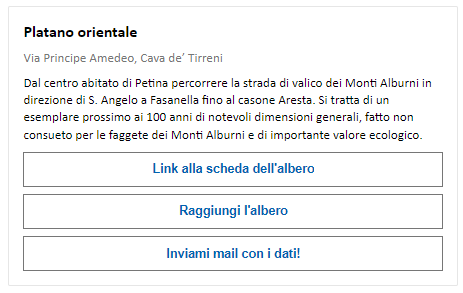 Platano orientale
Via Principe Amedeo, Cava de’ Tirreni
Dal centro abitato di Petina percorrere la strada di valico dei Monti Alburni in
direzione di S. Angelo a Fasanella fino al casone Aresta. Si tratta di un
esemplare prossimo ai 100 anni di notevoli dimensioni generali, fatto non
consueto per le faggete dei Monti Alburni e di importante valore ecologico.
Link alla scheda dell'albero
Raggiungi l'albero
Inviami mail con i dati!